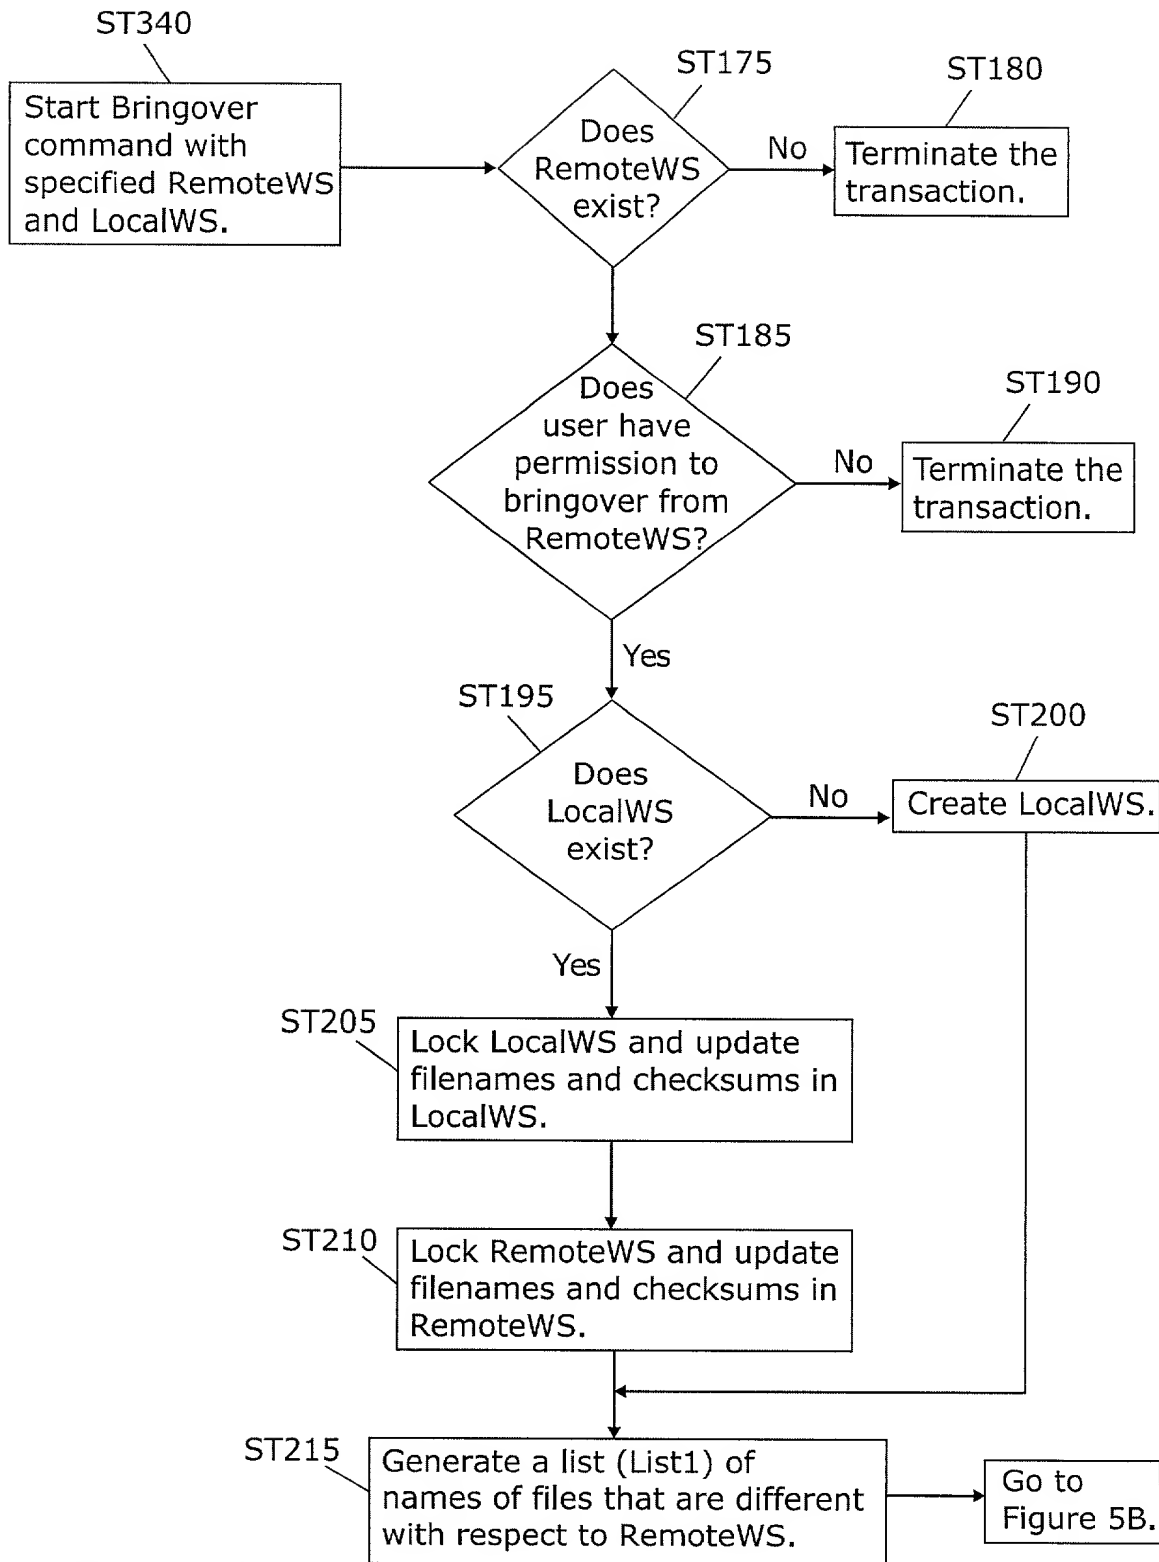 ST340
Start Bringover
command with
specified RemoteWS
and LocalWS.
ST175
Does
RemoteWS
exist?
No
ST180
Terminate the
transaction.
ST185
Does
user have
permission to
bringover from
RemoteWS?
No
ST190
Terminate the
transaction.
Yes
ST195
Does
LocalWS
exist?
No
ST200
Create LocalWS.
Yes
ST205
Lock LocalWS and update
filenames and checksums in
LocalWS.
ST210
Lock RemoteWS and update
filenames and checksums in
RemoteWS.
ST215
Generate a list (List1) of
names of files that are different
with respect to RemoteWS.
Go to
Figure 5B.